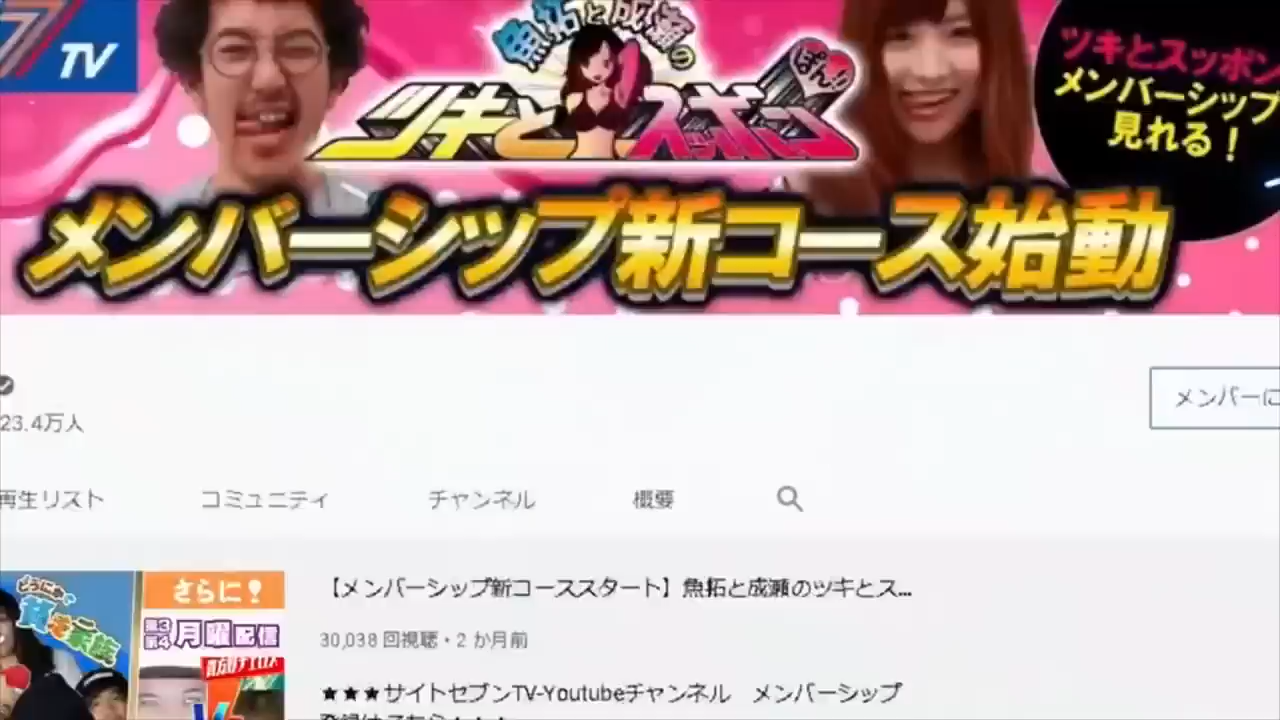 7 TV
魚拓と成瀬の
ツキとスッポン
ぽん!!
ツキとスッポン
メンバーシップ
見れる！
メンバーシップ新コース始動
23.4万人
メンバーに
再生リスト
コミュニティ
チャンネル
概要
さらに！
第3
第4
月曜配信
【メンバーシップ新コーススタート】魚拓と成瀬のツキとス...
30,038 回視聴・2 か月前
★★★サイトセブンTV-Youtubeチャンネル　メンバーシップ